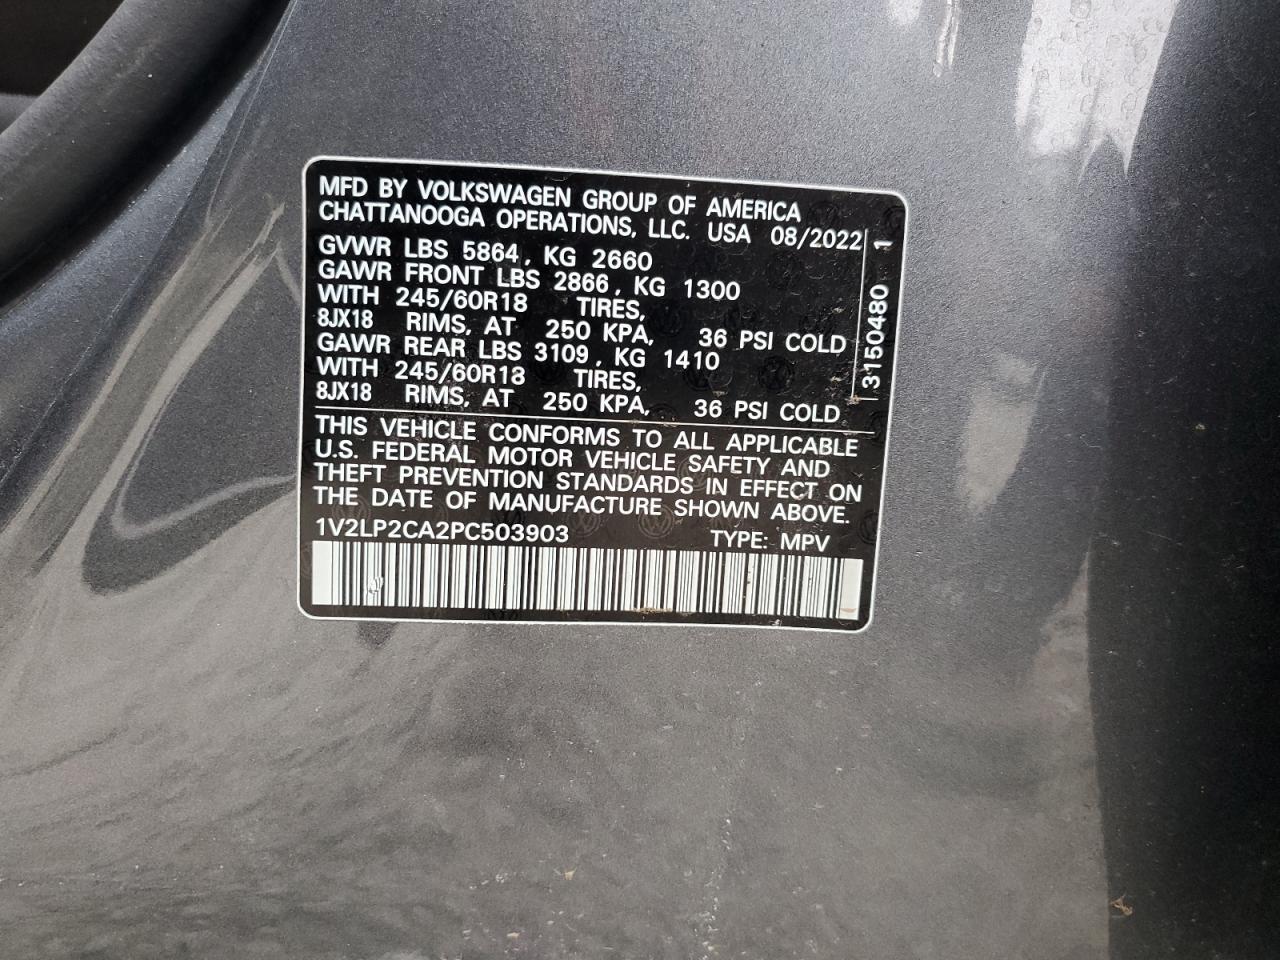 MFD BY VOLKSWAGEN GROUP OF AMERICA
CHATTANOOGA OPERATIONS, LLC. USA 08/2022
GVWR LBS 5864, KG 2660
GAWR FRONT LBS 2866, KG 1300
WITH 245/60R18 TIRES,
8JX18 RIMS, AT 250 KPA, 36 PSI COLD
GAWR REAR LBS 3109, KG 1410
WITH 245/60R18 TIRES,
8JX18 RIMS, AT 250 KPA, 36 PSI COLD
3150480 1
THIS VEHICLE CONFORMS TO ALL APPLICABLE
U.S. FEDERAL MOTOR VEHICLE SAFETY AND
THEFT PREVENTION STANDARDS IN EFFECT ON
THE DATE OF MANUFACTURE SHOWN ABOVE.
1V2LP2CA2PC503903 TYPE: MPV